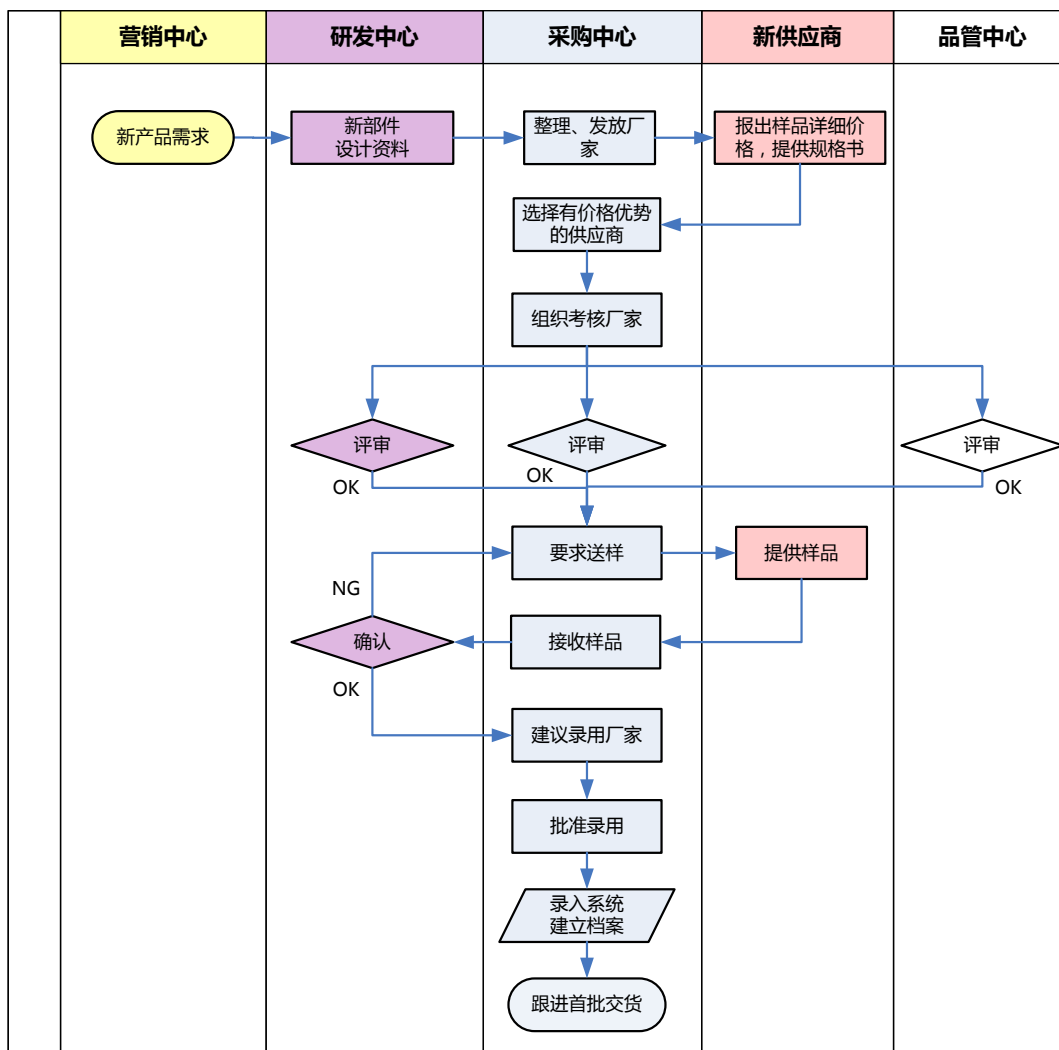 营销中心
研发中心
采购中心
新供应商
品管中心
新产品需求
新部件
设计资料
整理、发放厂
家
报出样品详细价
格，提供规格书
选择有价格优势
的供应商
组织考核厂家
评审
评审
评审
OK
OK
OK
要求送样
提供样品
NG
确认
接收样品
OK
建议录用厂家
批准录用
录入系统
建立档案
跟进首批交货